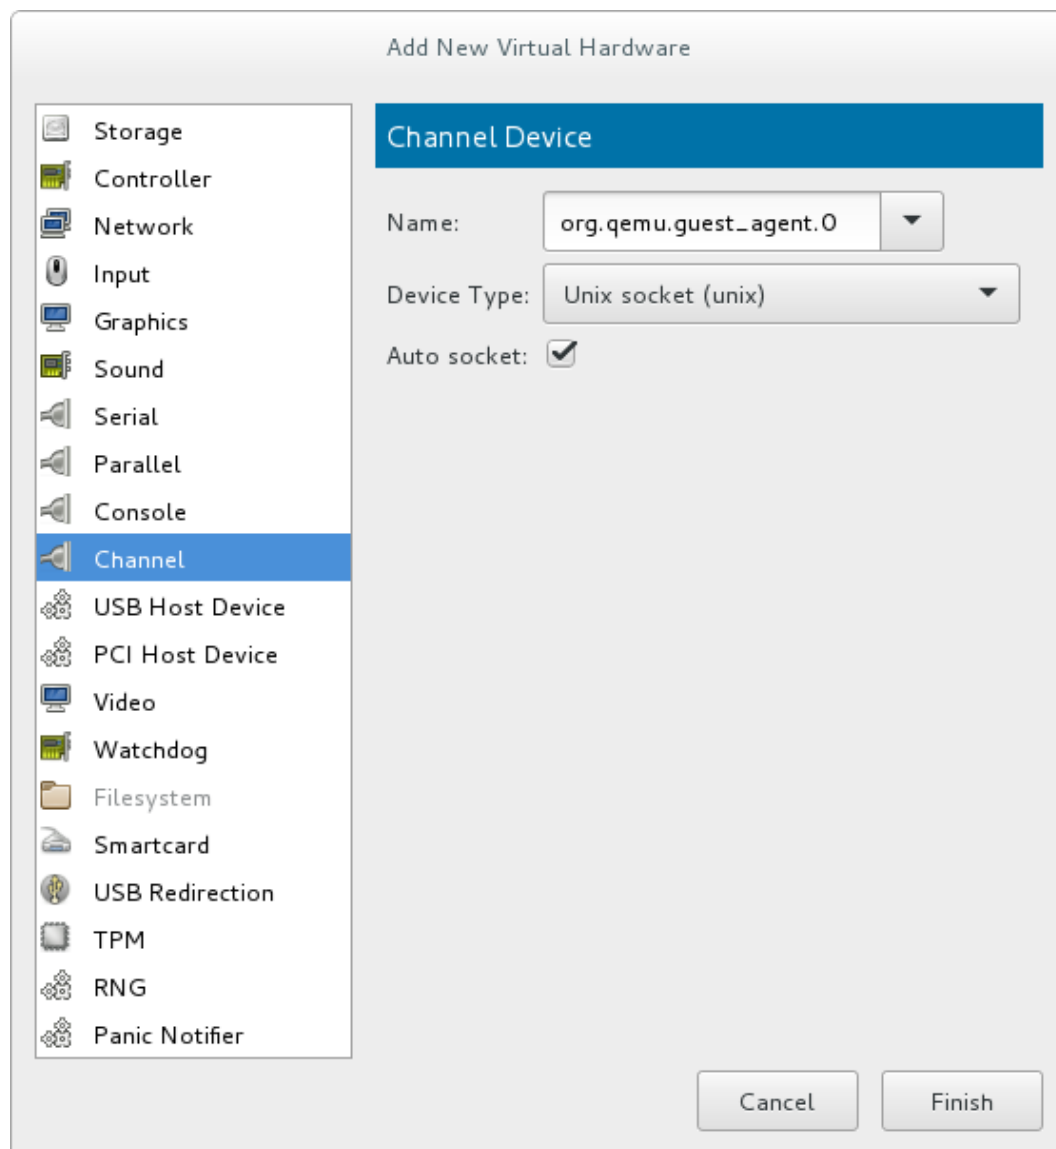 Add New Virtual Hardware
Storage
Controller
Network
Input
Graphics
Sound
Serial
Parallel
Console
Channel
USB Host Device
PCI Host Device
Video
Watchdog
Filesystem
Smartcard
USB Redirection
TPM
RNG
Panic Notifier
Channel Device
Name: org.qemu.guest_agent.0
Device Type: Unix socket (unix)
Auto socket:
Cancel Finish